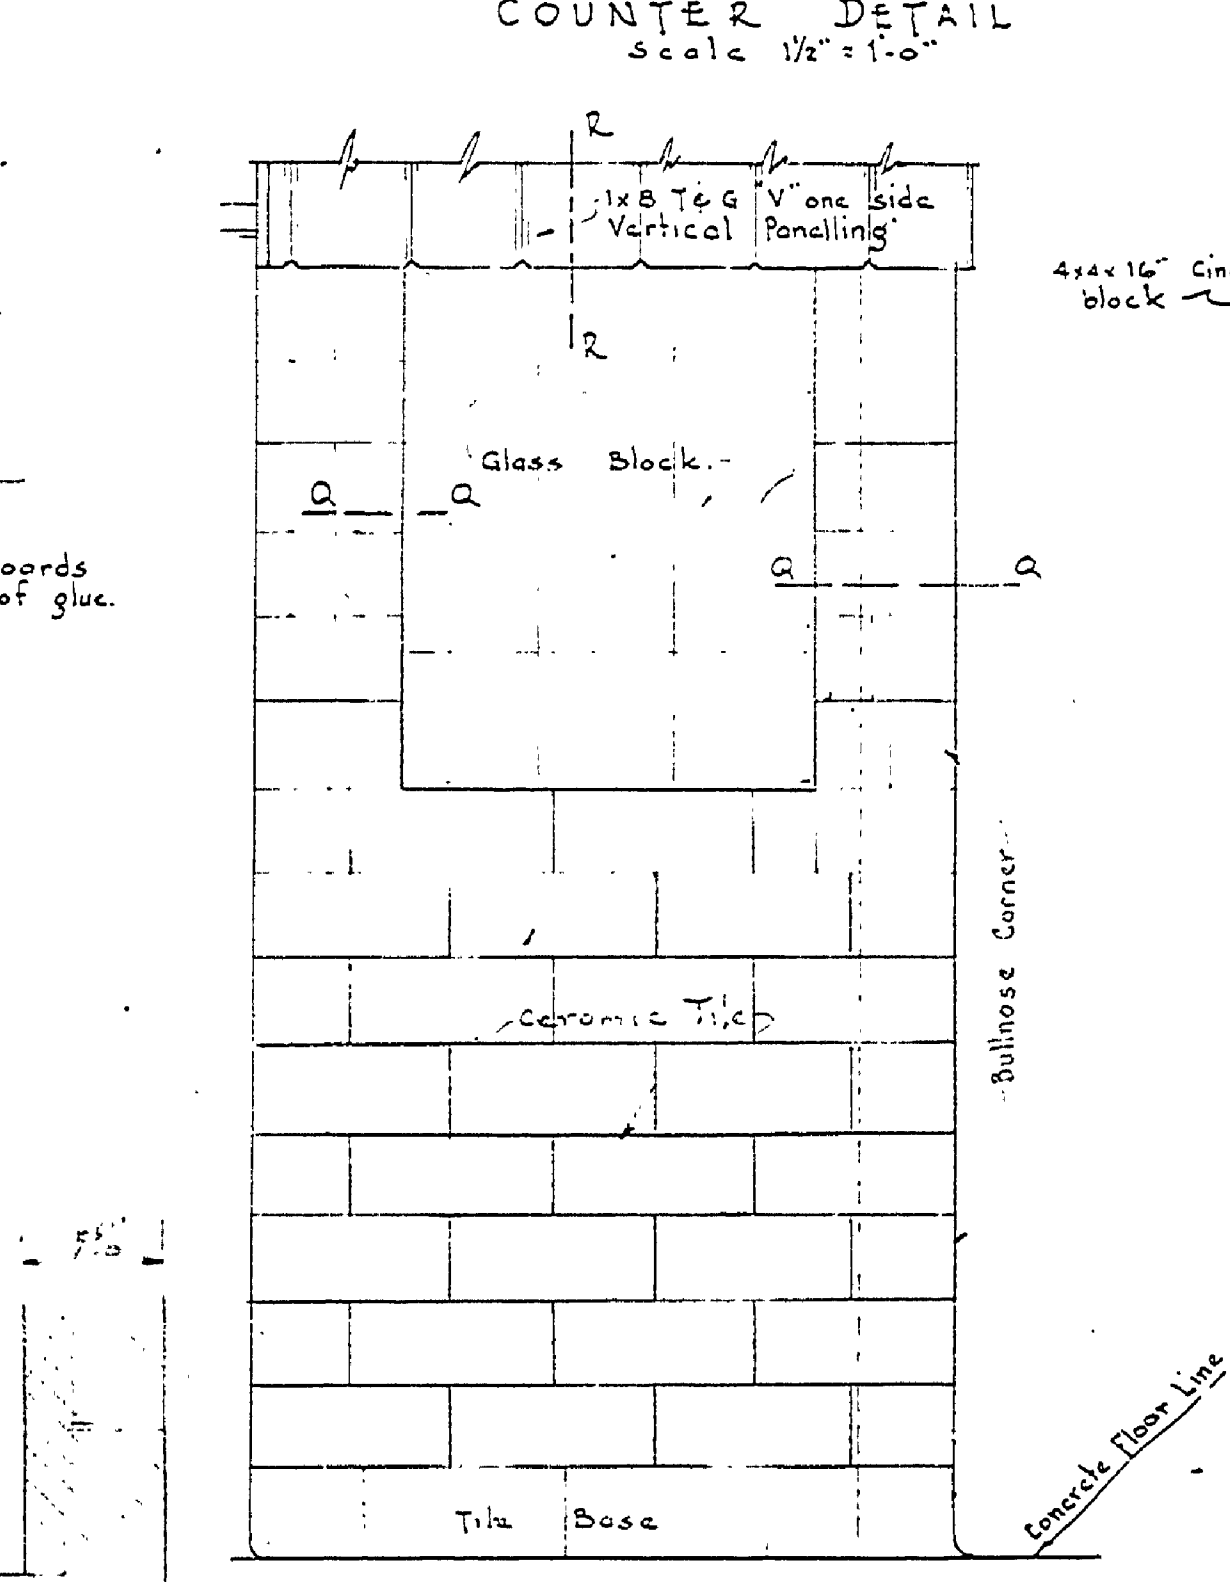 COUNTER DETAIL
scale 1½" = 1'-0"
R
1x8 T&G "V" one side
Vertical Panelling
4x4x16" Cin
block
R
Glass Block.
Q Q
oards
of glue.
Q Q
Bullnose Corner
Ceramic Tile
Concrete Floor Line
Tile Base